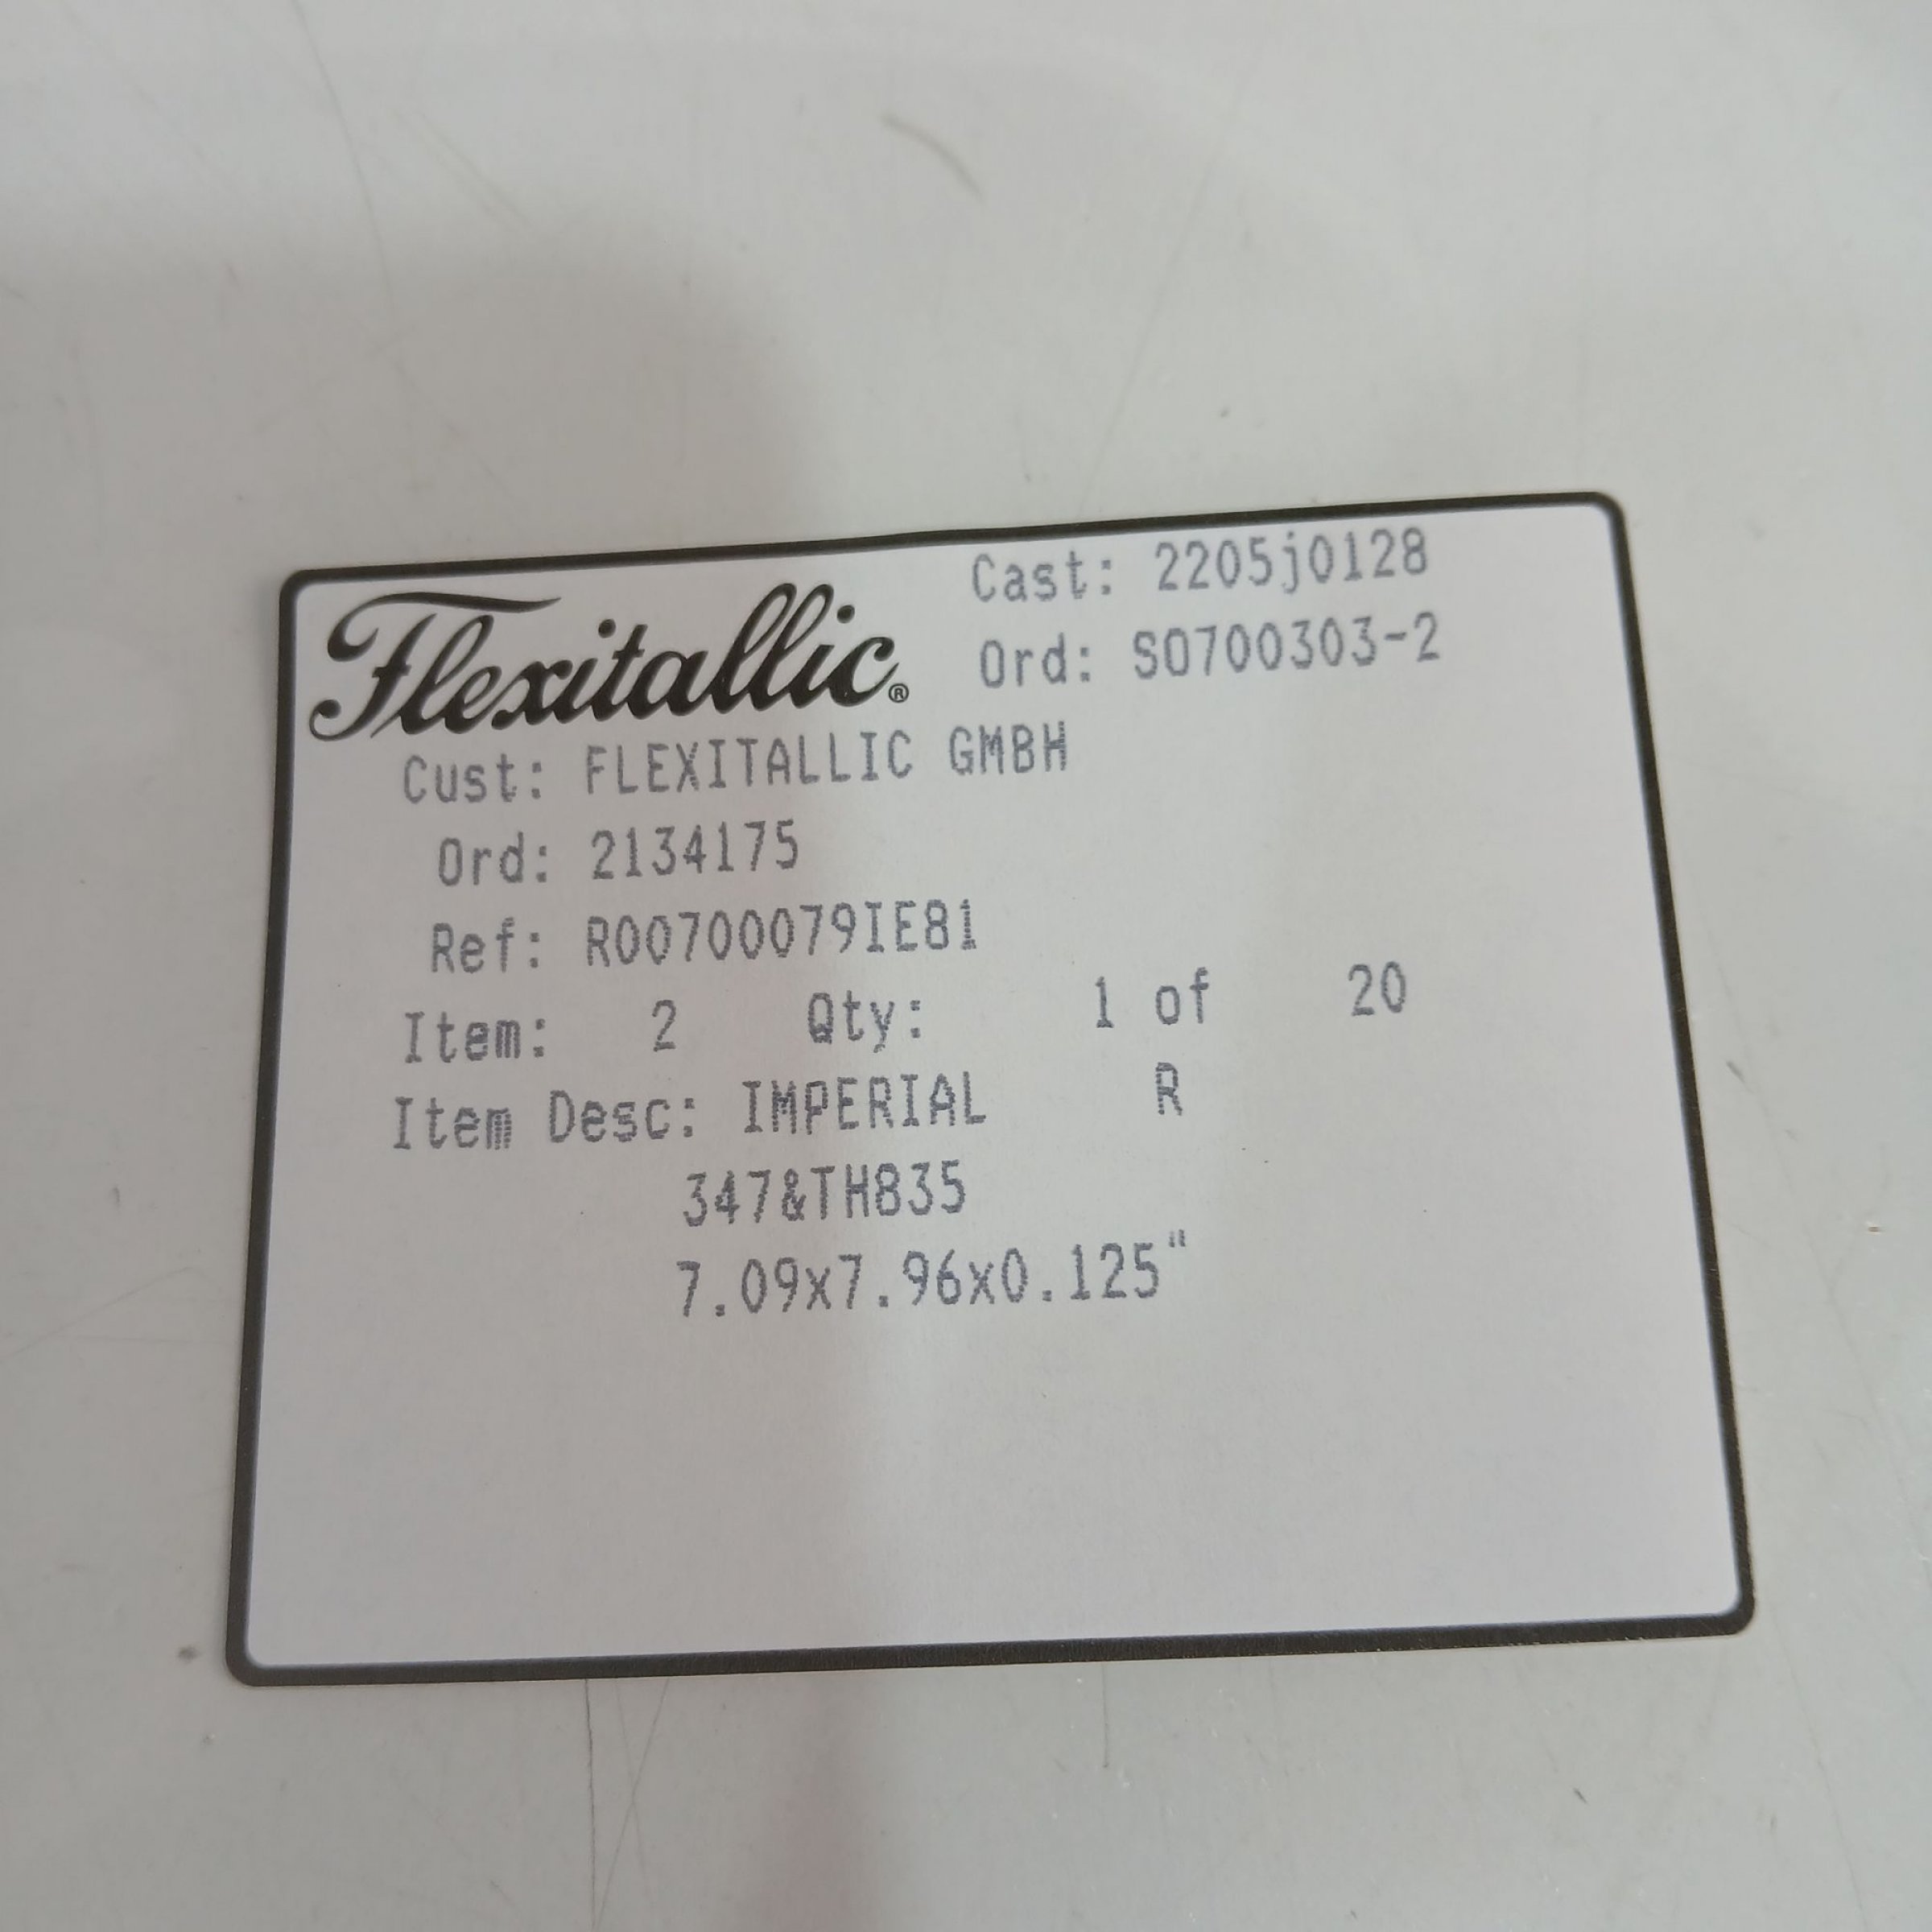 Flexitallic®
Cast: 2205j0128
Ord: S0700303-2
Cust: FLEXITALLIC GMBH
Ord: 2134175
Ref: R00700079IE81
Item: 2 Qty: 1 of 20
Item Desc: IMPERIAL R
347&TH835
7.09x7.96x0.125"